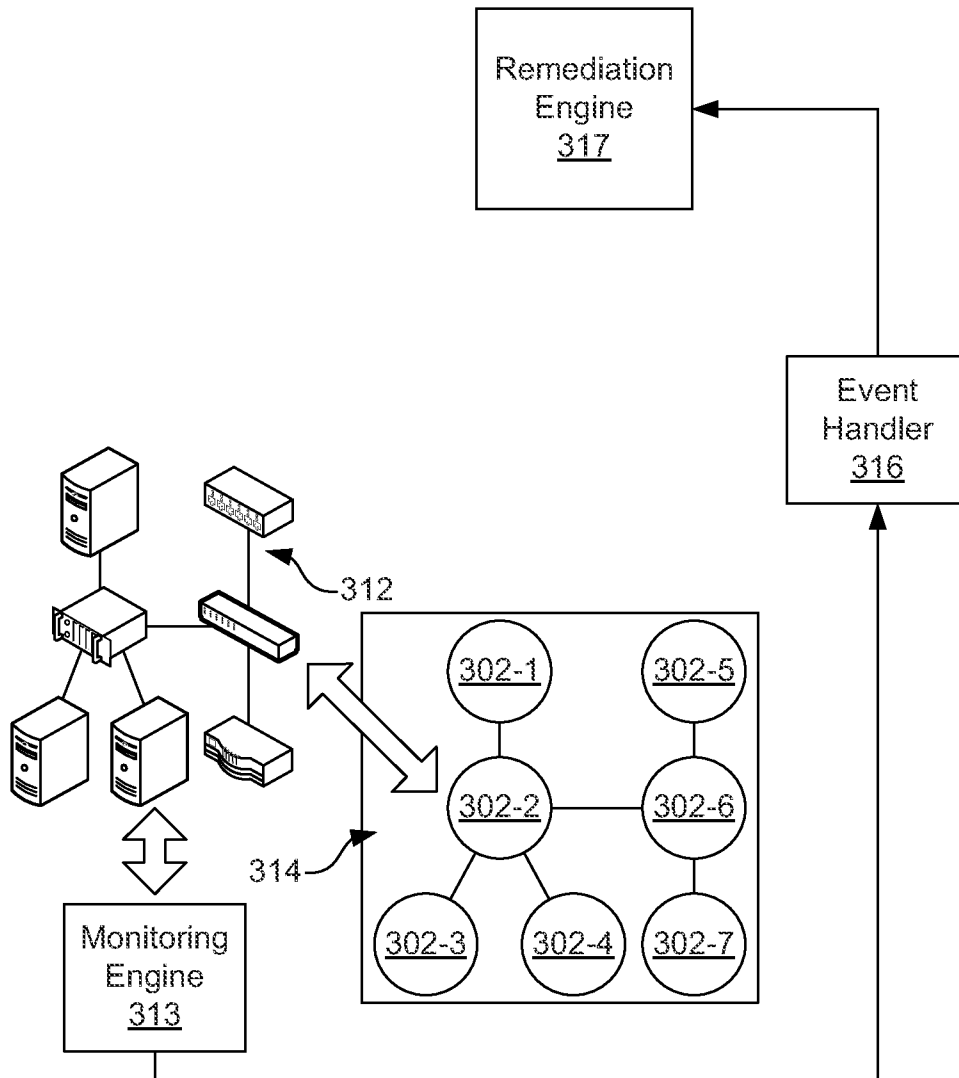 Remediation
Engine
317
Event
Handler
316
312
302-1
302-5
302-2
302-6
314
302-3
302-4
302-7
Monitoring
Engine
313